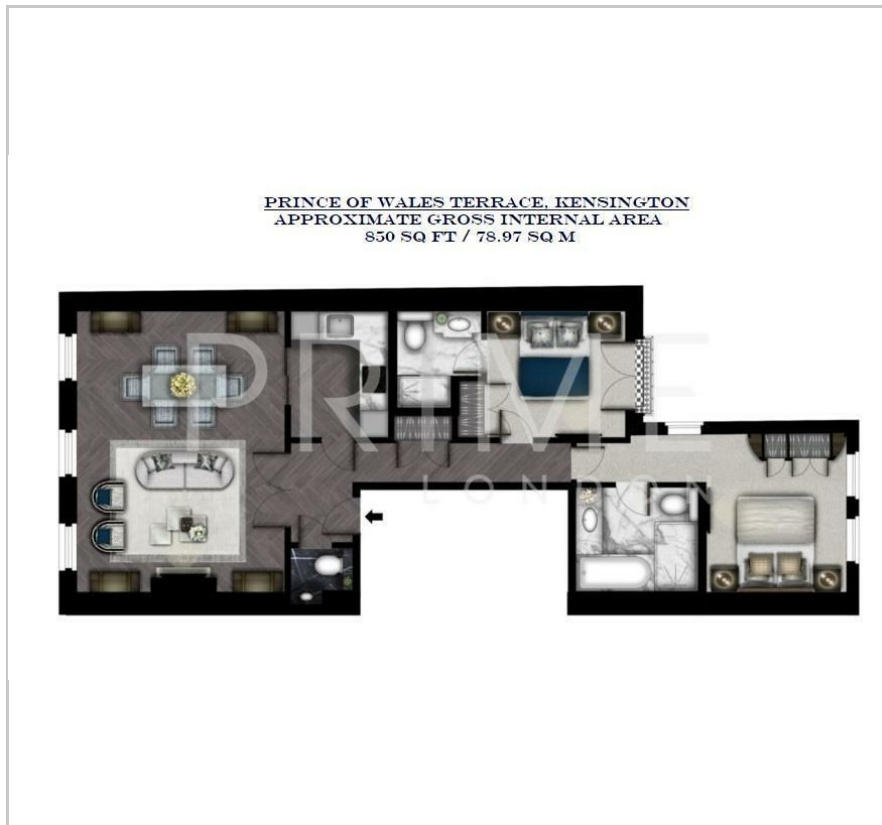 PRINCE OF WALES TERRACE, KENSINGTON
APPROXIMATE GROSS INTERNAL AREA
850 SQ FT / 78.97 SQ M
PRIME
LONDON